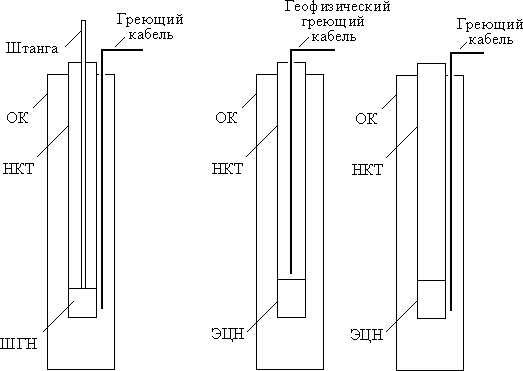 Штанга
Греющий
кабель
ОК
НКТ
ШГН
Геофизический
греющий
кабель
ОК
НКТ
ЭЦН
Греющий
кабель
ОК
НКТ
ЭЦН